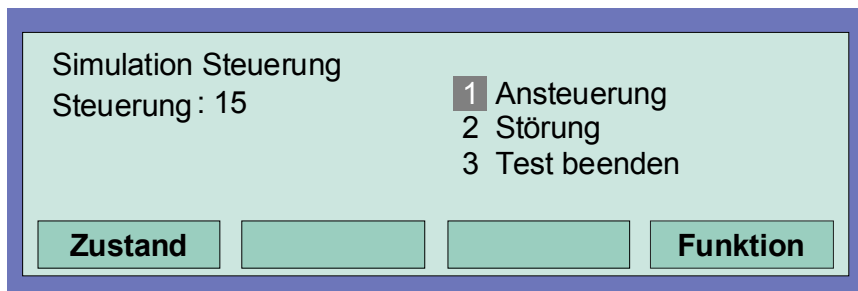 Simulation Steuerung
Steuerung : 15
1 Ansteuerung
2 Störung
3 Test beenden
Zustand
Funktion